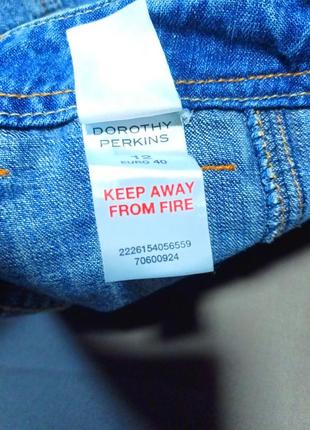 DOROTHY
PERKINS
12
EURO 40
KEEP AWAY
FROM FIRE
2226154056559
70600924